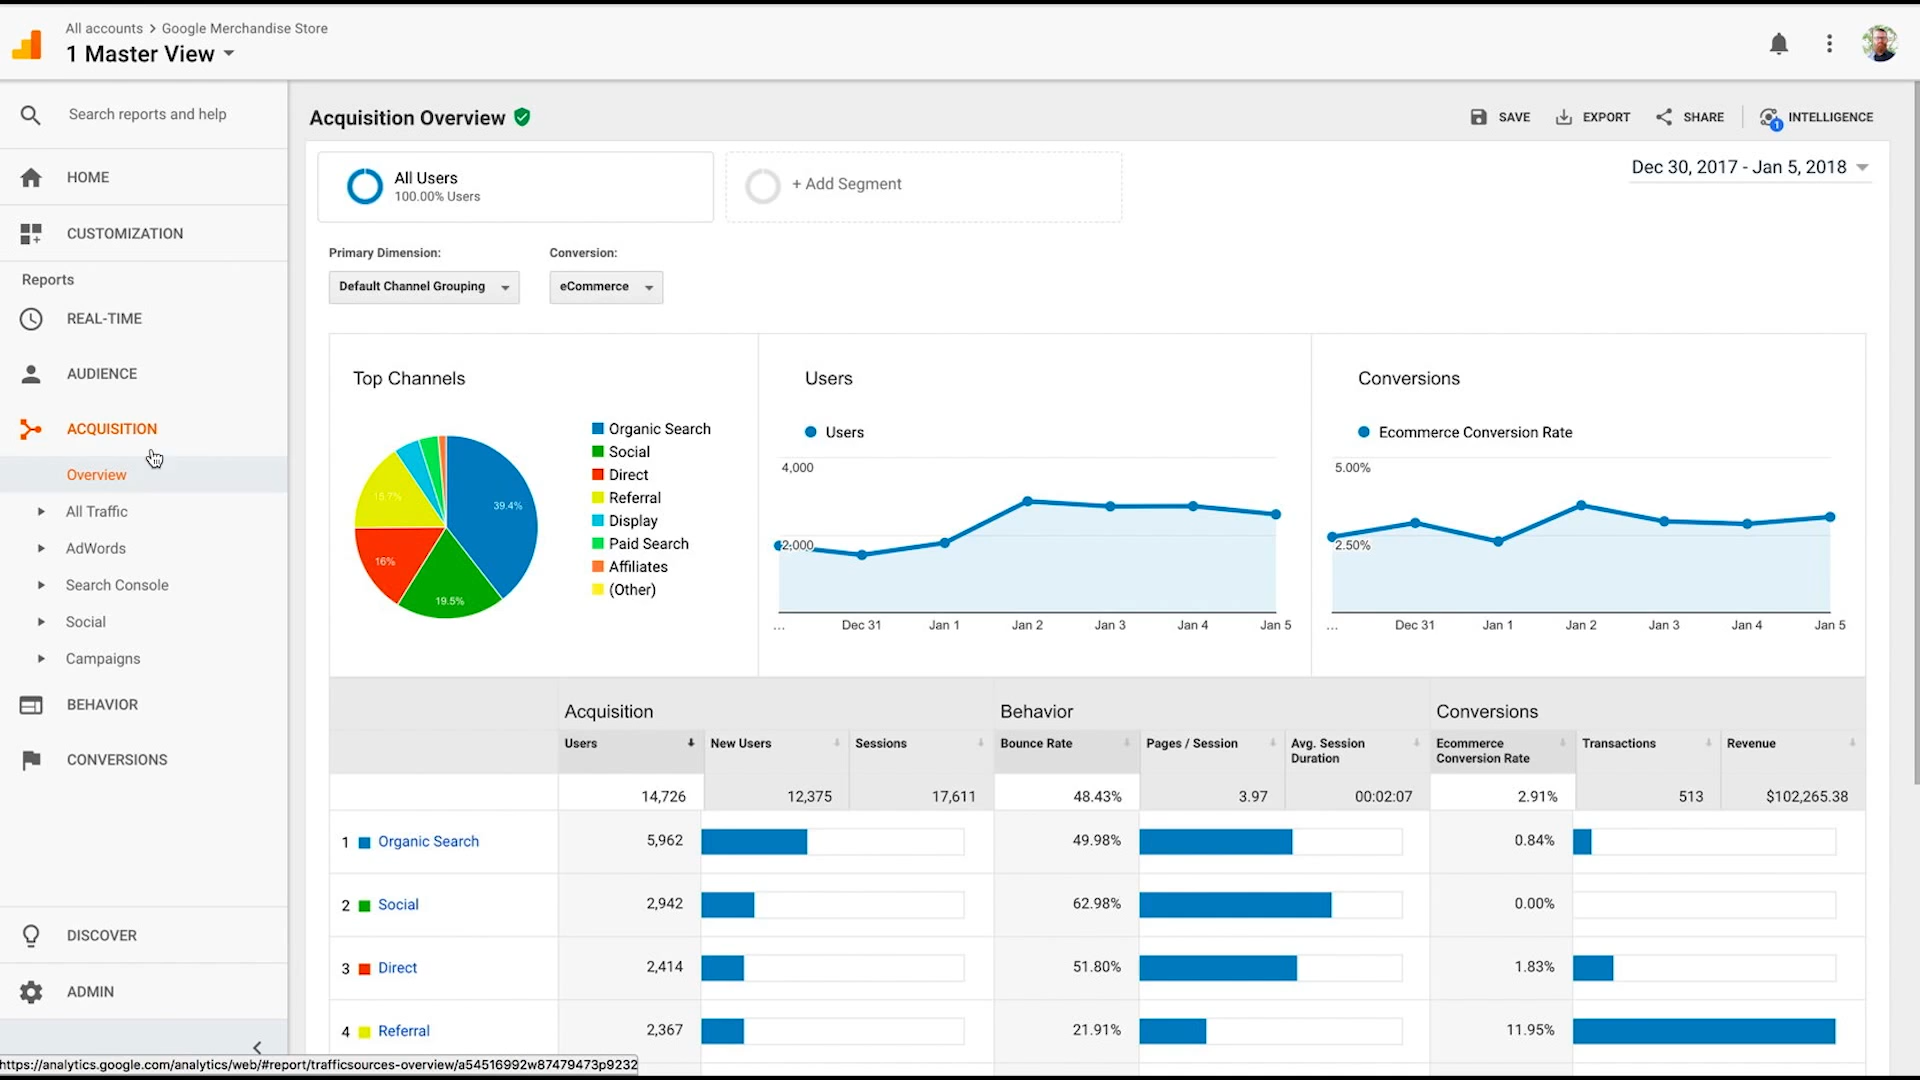 All accounts > Google Merchandise Store
1 Master View
Search reports and help
HOME
CUSTOMIZATION
Reports
REAL-TIME
AUDIENCE
ACQUISITION
Overview
All Traffic
AdWords
Search Console
Social
Campaigns
BEHAVIOR
CONVERSIONS
DISCOVER
ADMIN
https://analytics.google.com/analytics/web/#report/trafficsources-overview/a54516992w87479473p9232
Acquisition Overview
SAVE EXPORT SHARE 1 INTELLIGENCE
All Users
100.00% Users
+ Add Segment
Dec 30, 2017 - Jan 5, 2018
Primary Dimension: Conversion:
Default Channel Grouping eCommerce
Top Channels
39.4%
19.5%
16%
15.7%
Organic Search
Social
Direct
Referral
Display
Paid Search
Affiliates
(Other)
Users
Users
4,000
2,000
... Dec 31 Jan 1 Jan 2 Jan 3 Jan 4 Jan 5
Conversions
Ecommerce Conversion Rate
5.00%
2.50%
... Dec 31 Jan 1 Jan 2 Jan 3 Jan 4 Jan 5
Acquisition Behavior Conversions
Users New Users Sessions Bounce Rate Pages / Session Avg. Session Duration Ecommerce Conversion Rate Transactions Revenue
14,726 12,375 17,611 48.43% 3.97 00:02:07 2.91% 513 $102,265.38
1 Organic Search 5,962 49.98% 0.84%
2 Social 2,942 62.98% 0.00%
3 Direct 2,414 51.80% 1.83%
4 Referral 2,367 21.91% 11.95%